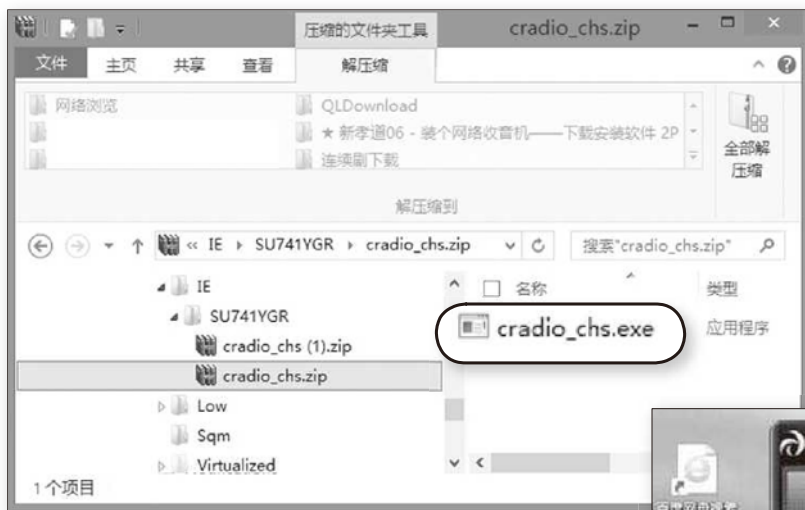 压缩的文件夹工具
cradio_chs.zip
文件
主页
共享
查看
解压缩
网络浏览
QLDownload
★ 新孝道06 - 装个网络收音机——下载安装软件 2P
连续剧下载
全部解
压缩
解压缩到
« IE ▸ SU741YGR ▸ cradio_chs.zip
搜索"cradio_chs.zip"
IE
SU741YGR
cradio_chs (1).zip
cradio_chs.zip
Low
Sqm
Virtualized
名称
类型
cradio_chs.exe
应用程序
1个项目